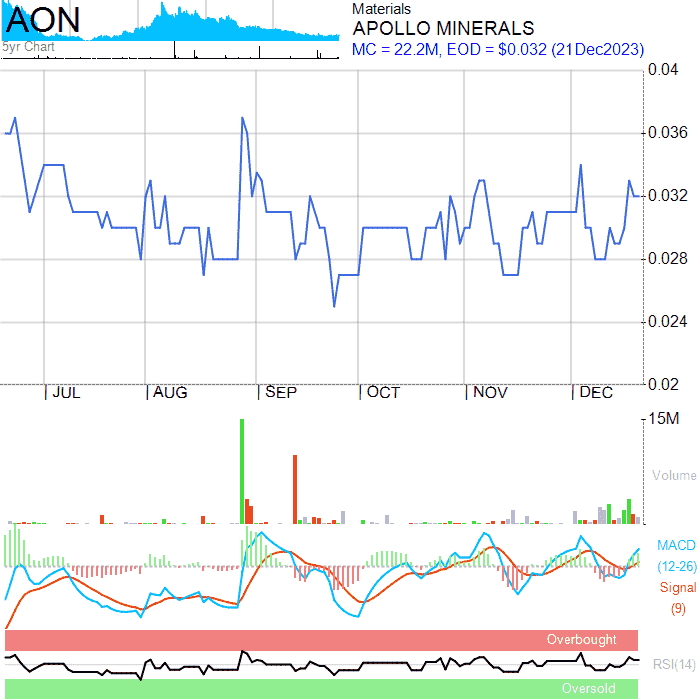 AON
5yr Chart
Materials
APOLLO MINERALS
MC = 22.2M, EOD = $0.032 (21Dec2023)
0.04
0.036
0.032
0.028
0.024
0.02
| JUL | AUG | SEP | OCT | NOV | DEC
15M
Volume
MACD
(12-26)
Signal
(9)
Overbought
RSI(14)
Oversold